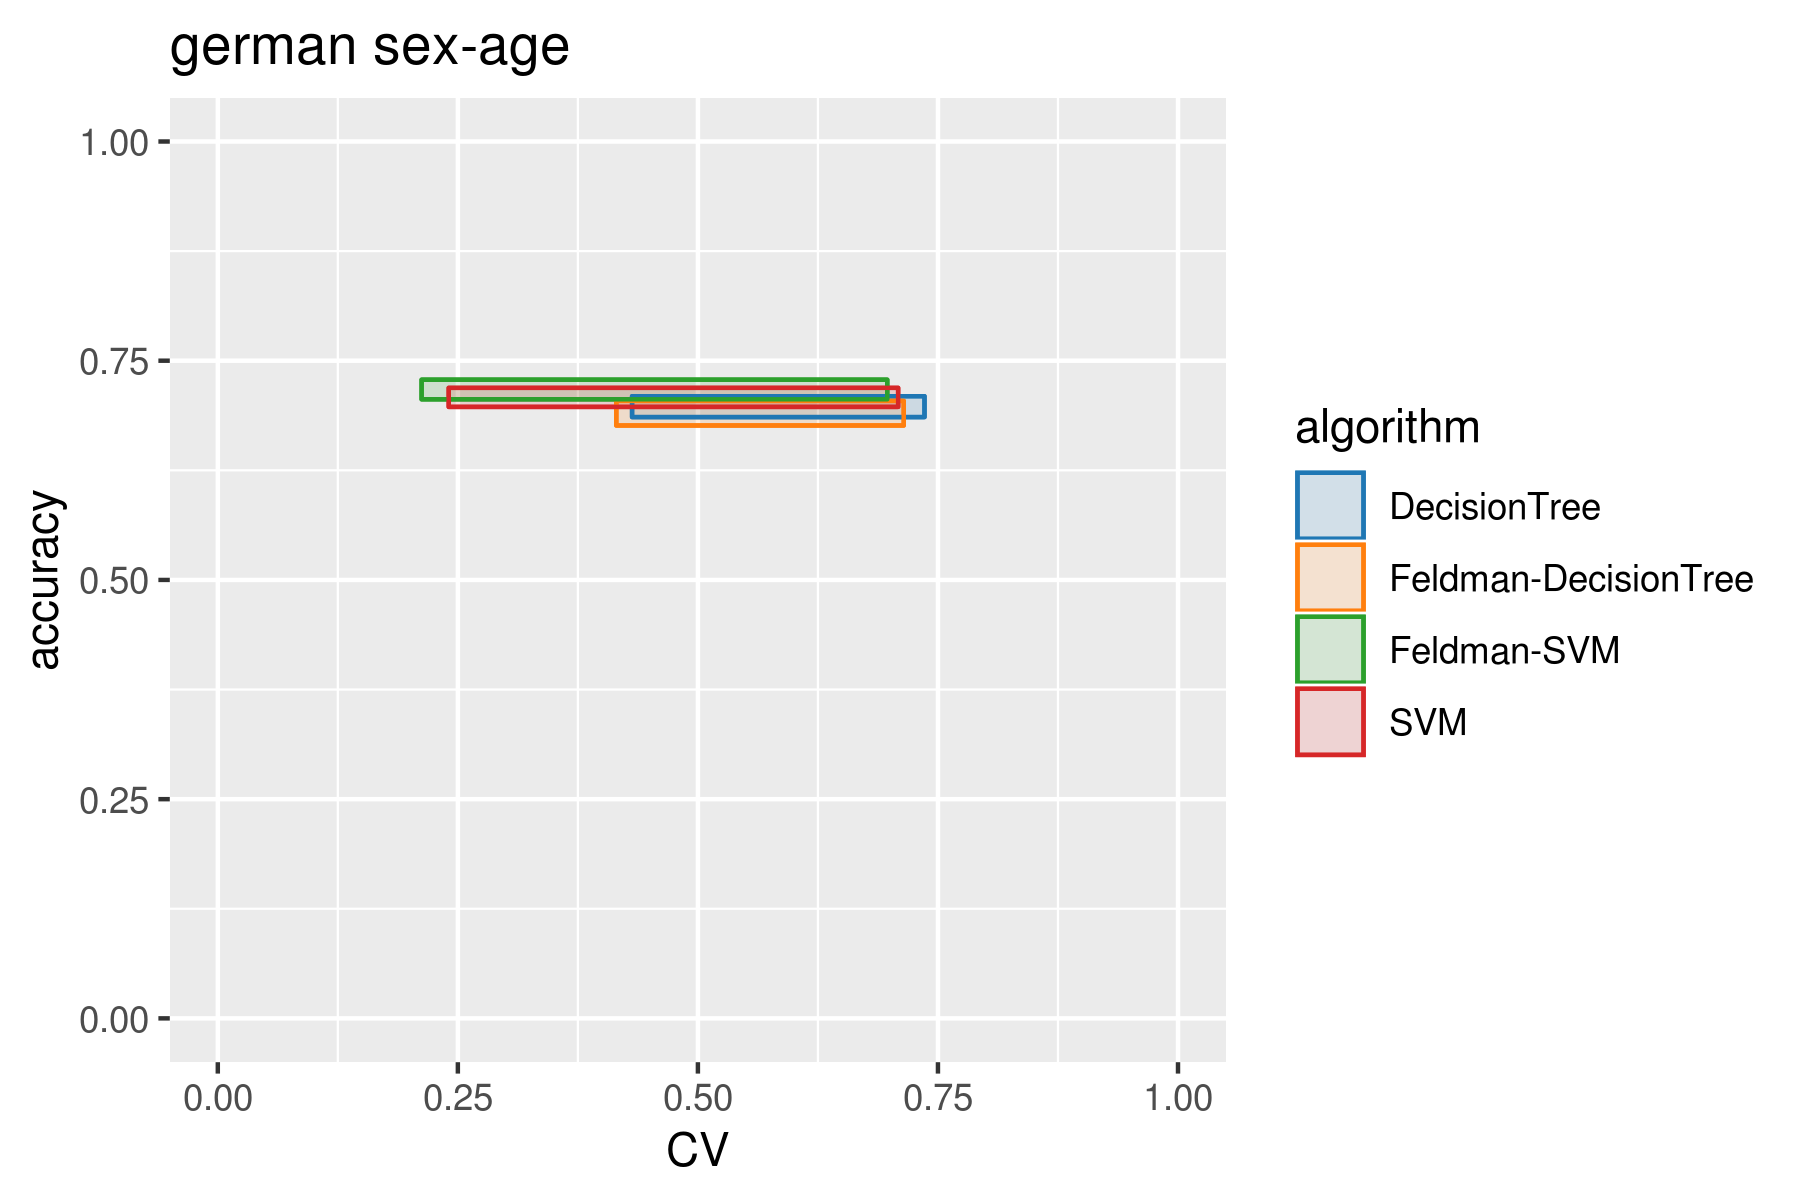 german sex-age
accuracy
1.00
0.75
0.50
0.25
0.00
0.00 0.25 0.50 0.75 1.00
CV
algorithm
DecisionTree
Feldman-DecisionTree
Feldman-SVM
SVM